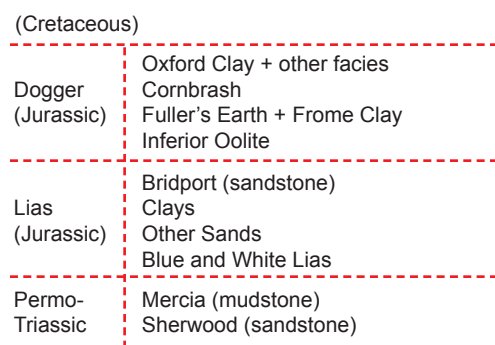 (Cretaceous)
Dogger
(Jurassic)
Oxford Clay + other facies
Cornbrash
Fuller's Earth + Frome Clay
Inferior Oolite
Lias
(Jurassic)
Bridport (sandstone)
Clays
Other Sands
Blue and White Lias
Permo-
Triassic
Mercia (mudstone)
Sherwood (sandstone)